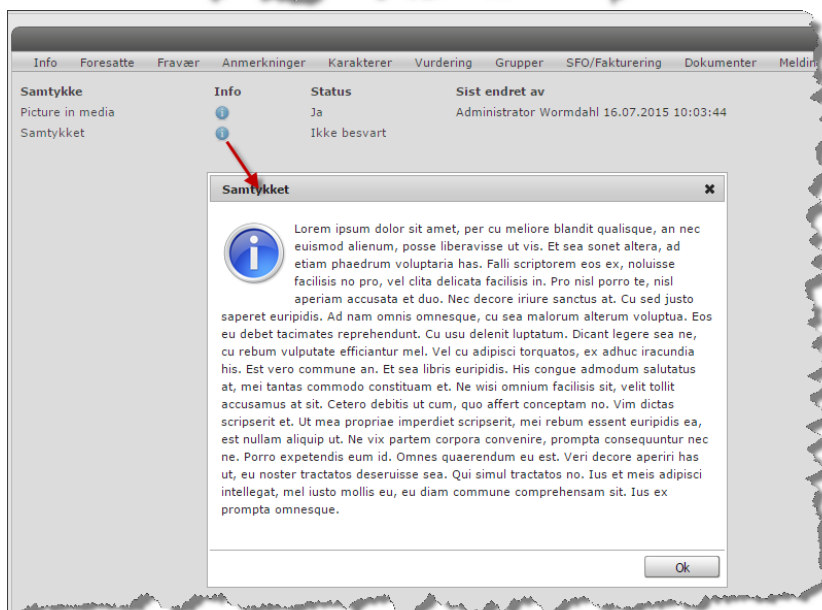 Info Foresatte Fravær Anmerkninger Karakterer Vurdering Grupper SFO/Fakturering Dokumenter
Samtykke Info Status Sist endret av
Picture in media Ja Administrator Wormdahl 16.07.2015 10:03:44
Samtykket Ikke besvart
Samtykket
Lorem ipsum dolor sit amet, per cu meliore blandit qualisque, an nec
euismod alienum, posse liberavisse ut vis. Et sea sonet altera, ad
etiam phaedrum voluptaria has. Falli scriptorem eos ex, noluisse
facilisis no pro, vel clita delicata facilisis in. Pro nisl porro te, nisl
aperiam accusata et duo. Nec decore iriure sanctus at. Cu sed justo
saperet euripidis. Ad nam omnis omnesque, cu sea malorum alterum voluptua. Eos
eu debet tacimates reprehendunt. Cu usu delenit luptatum. Dicant legere sea ne,
cu rebum vulputate efficiantur mel. Vel cu adipisci torquatos, ex adhuc iracundia
his. Est vero commune an. Et sea libris euripidis. His congue admodum salutatus
at, mei tantas commodo constituam et. Ne wisi omnium facilisis sit, velit tollit
accusamus at sit. Cetero debitis ut cum, quo affert conceptam no. Vim dictas
scripserit et. Ut mea propriae imperdiet scripserit, mei rebum essent euripidis ea,
est nullam aliquip ut. Ne vix partem corpora convenire, prompta consequuntur nec
ne. Porro expetendis eum id. Omnes quaerendum eu est. Veri decore aperiri has
ut, eu noster tractatos deseruisse sea. Qui simul tractatos no. Ius et meis adipisci
intellegat, mel iusto mollis eu, eu diam commune comprehensam sit. Ius ex
prompta omnesque.
Ok